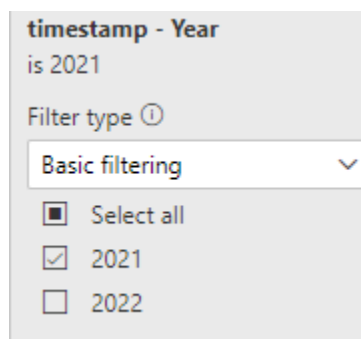 timestamp - Year
is 2021
Filter type
Basic filtering
Select all
2021
2022